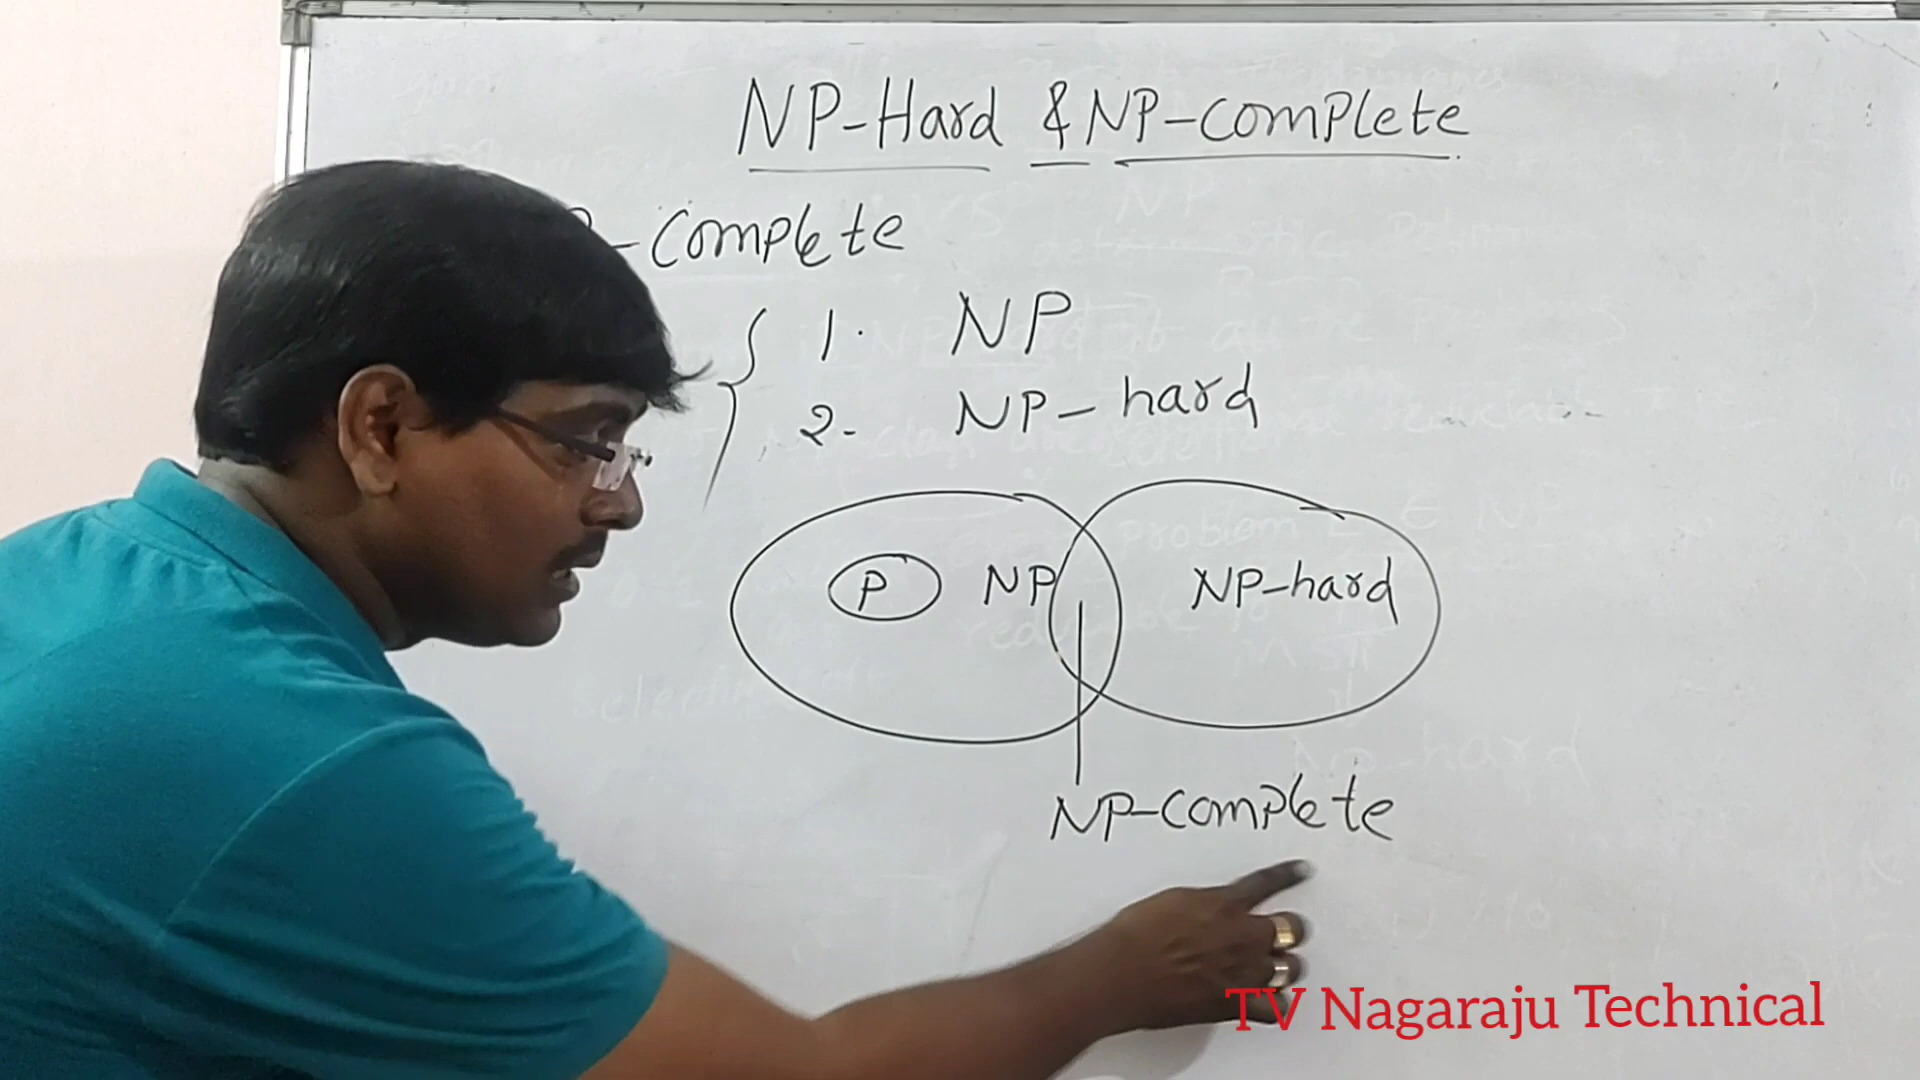 NP-Hard & NP-complete
P-complete
1. NP
2. NP-hard
P NP NP-hard
NP-complete
TV Nagaraju Technical